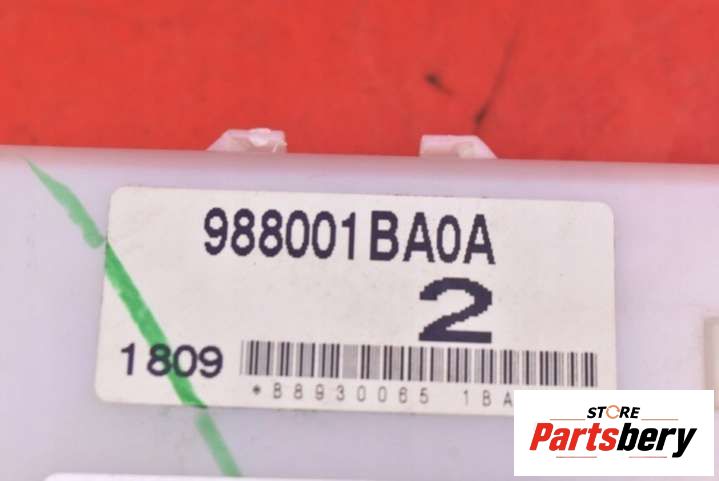 988001BA0A
2
1809
*B8930065 1BA
STORE
Partsbery